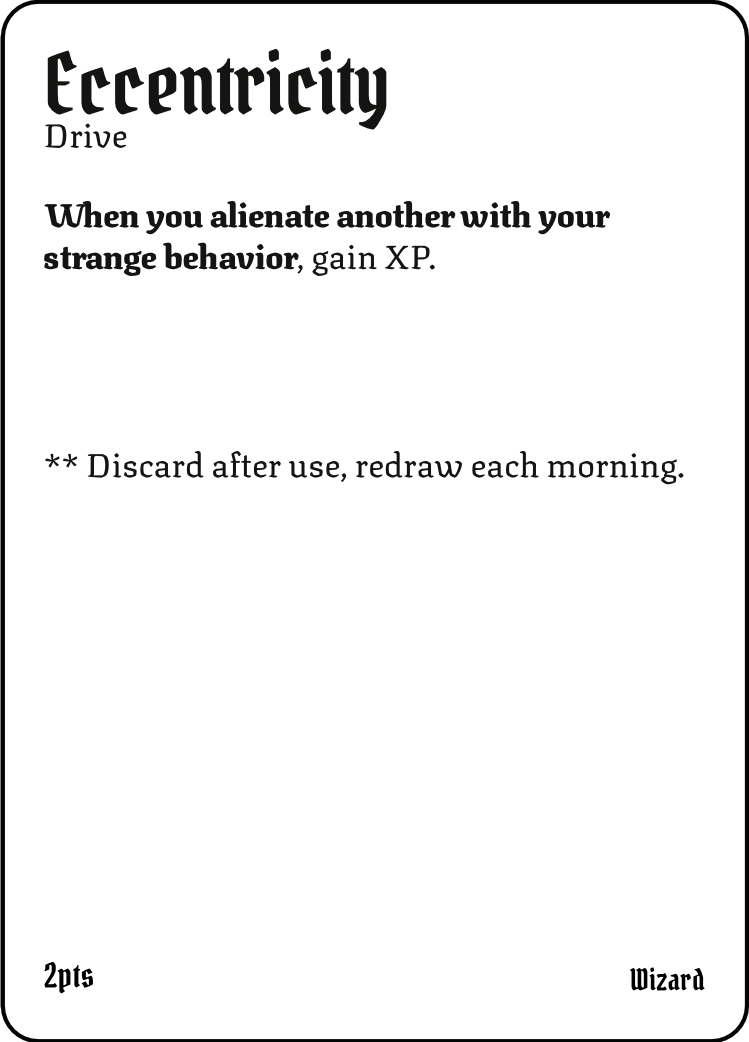 Eccentricity
Drive
When you alienate another with your
strange behavior, gain XP.
** Discard after use, redraw each morning.
2pts
Wizard